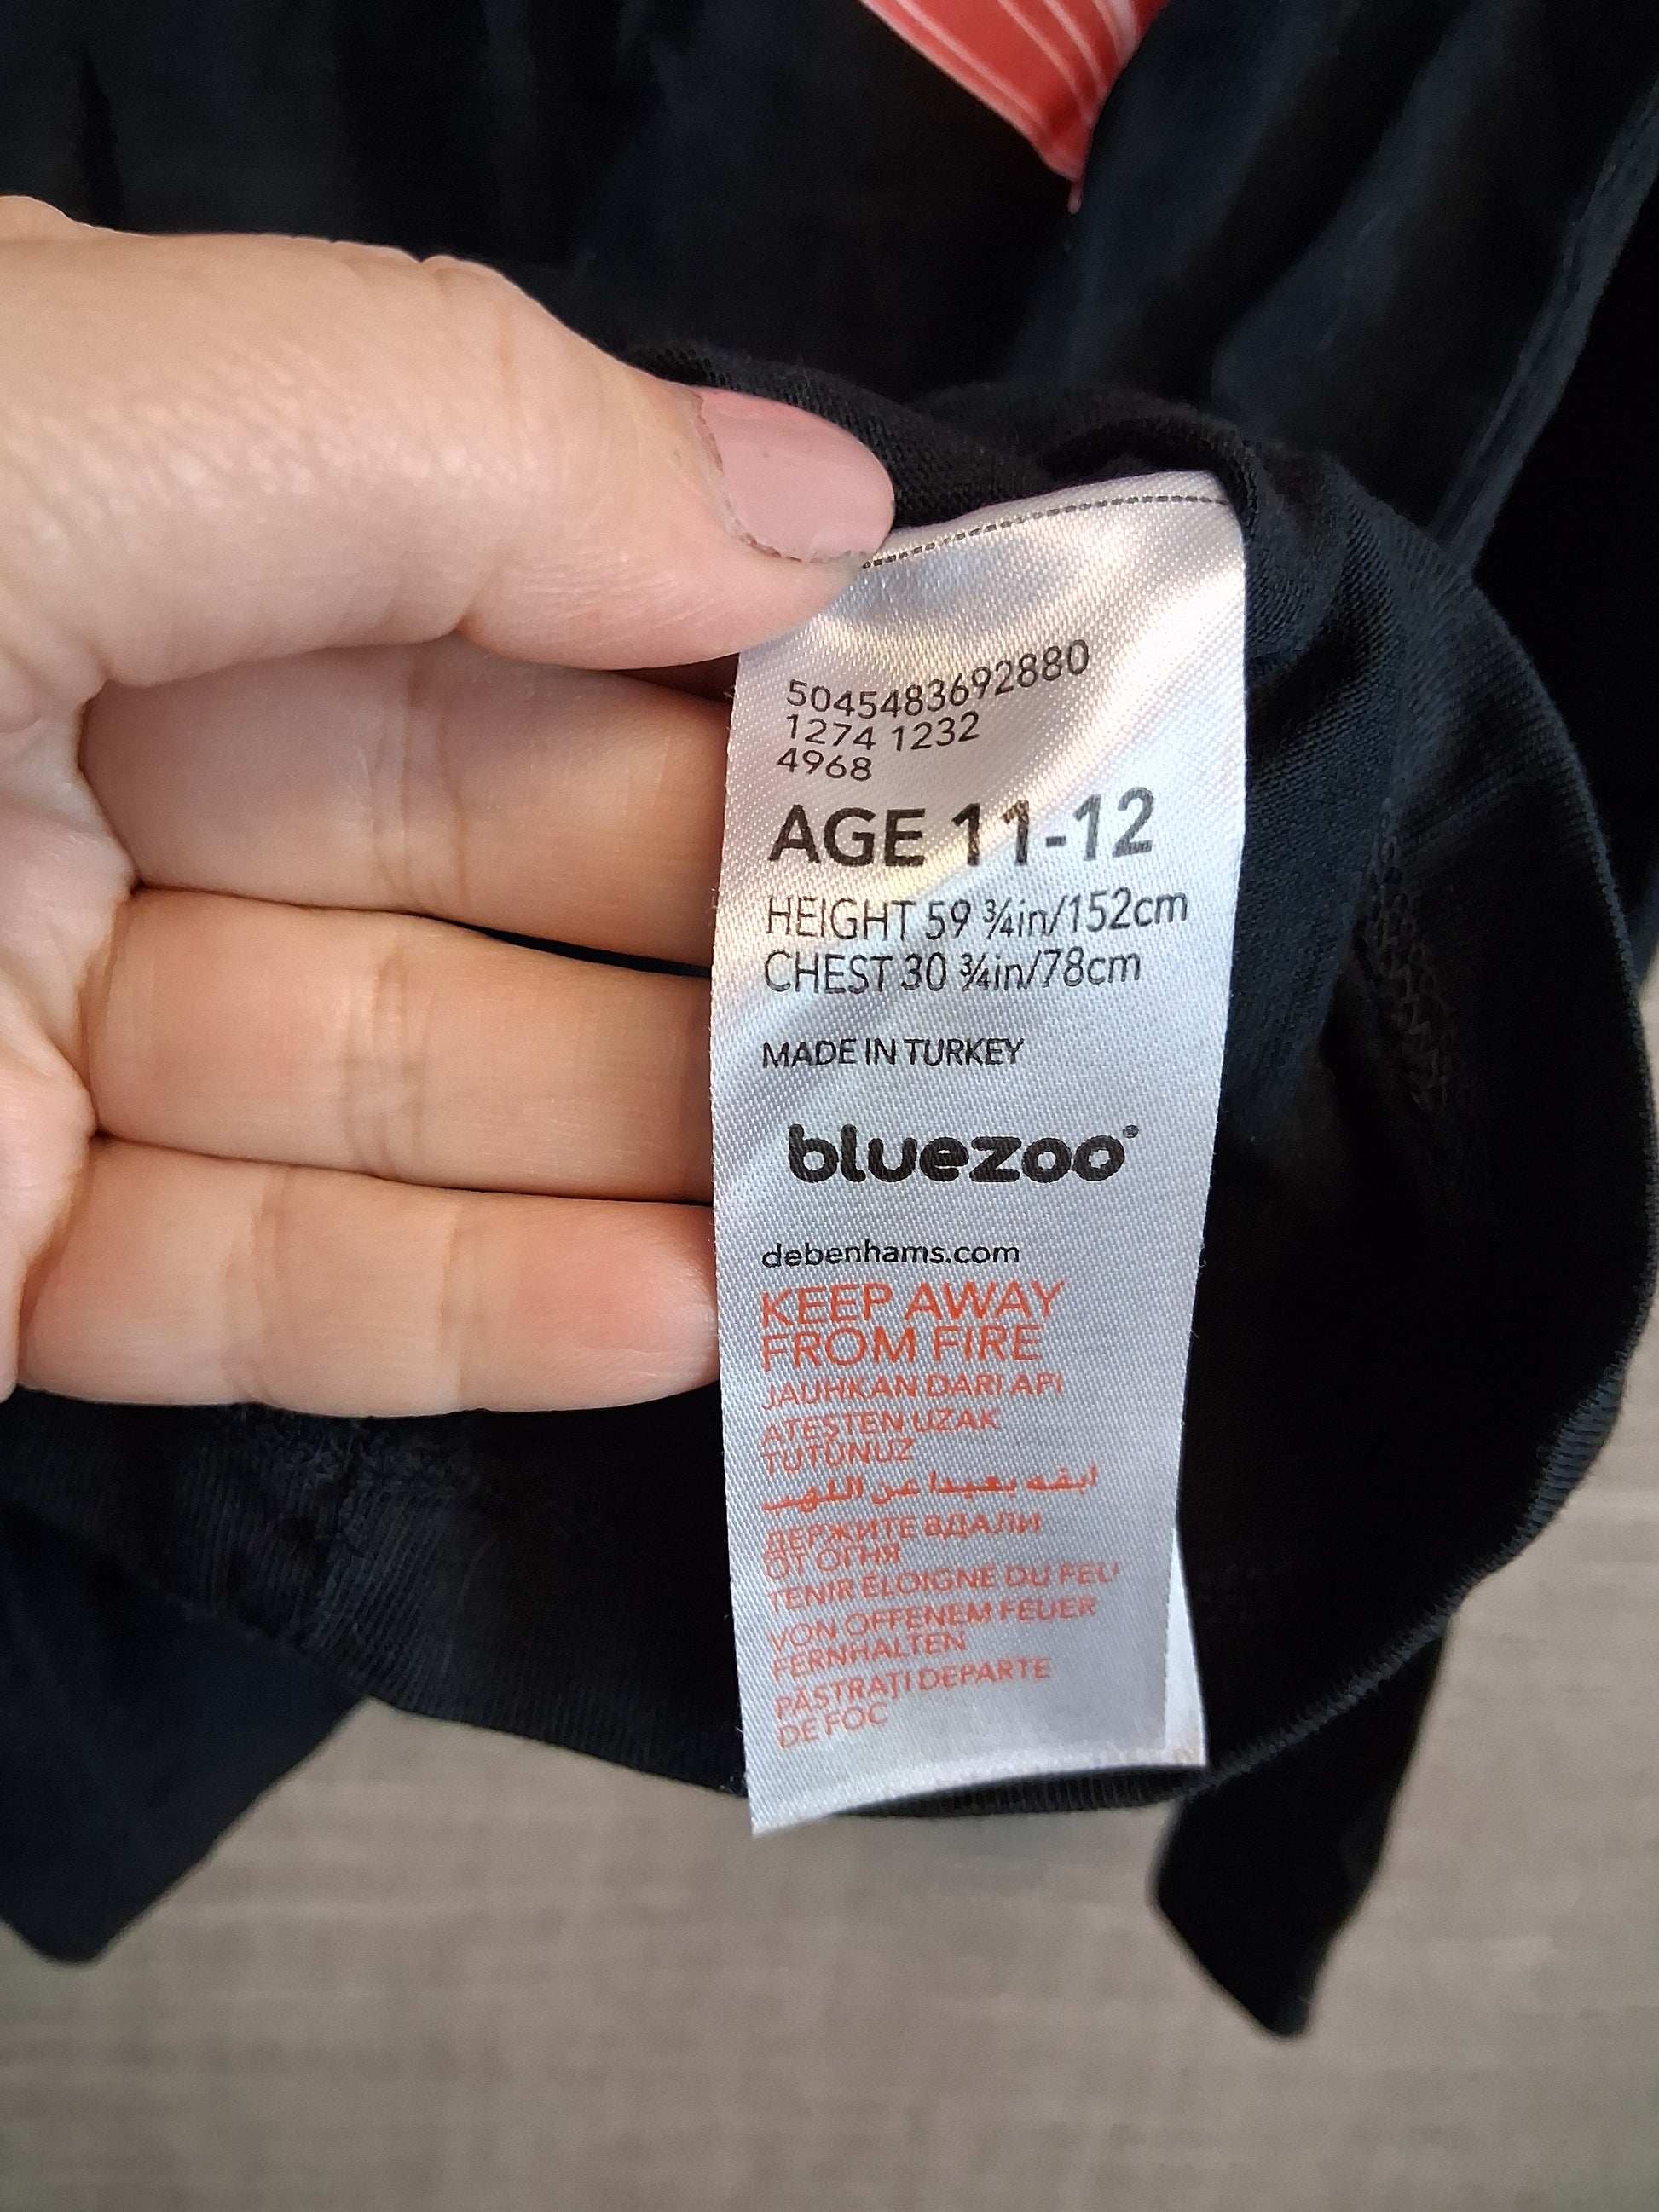 5045483692880
1274 1232
4968
AGE 11-12
HEIGHT 59 ¾in/152cm
CHEST 30 ¾in/78cm
MADE IN TURKEY
bluezoo®
debenhams.com
KEEP AWAY
FROM FIRE
JAUHKAN DARI API
ATEŞTEN UZAK
TUTUNUZ
ابقه بعيدا عن اللهب
ДЕРЖИТЕ ВДАЛИ
ОТ ОГНЯ
TENIR ÉLOIGNE DU FEU
VON OFFENEM FEUER
FERNHALTEN
PĂSTRAȚI DEPARTE
DE FOC